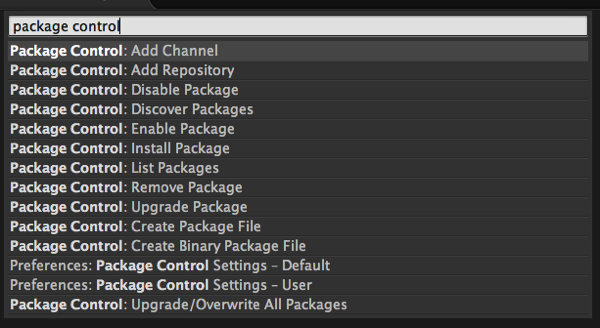 package control
Package Control: Add Channel
Package Control: Add Repository
Package Control: Disable Package
Package Control: Discover Packages
Package Control: Enable Package
Package Control: Install Package
Package Control: List Packages
Package Control: Remove Package
Package Control: Upgrade Package
Package Control: Create Package File
Package Control: Create Binary Package File
Preferences: Package Control Settings – Default
Preferences: Package Control Settings – User
Package Control: Upgrade/Overwrite All Packages